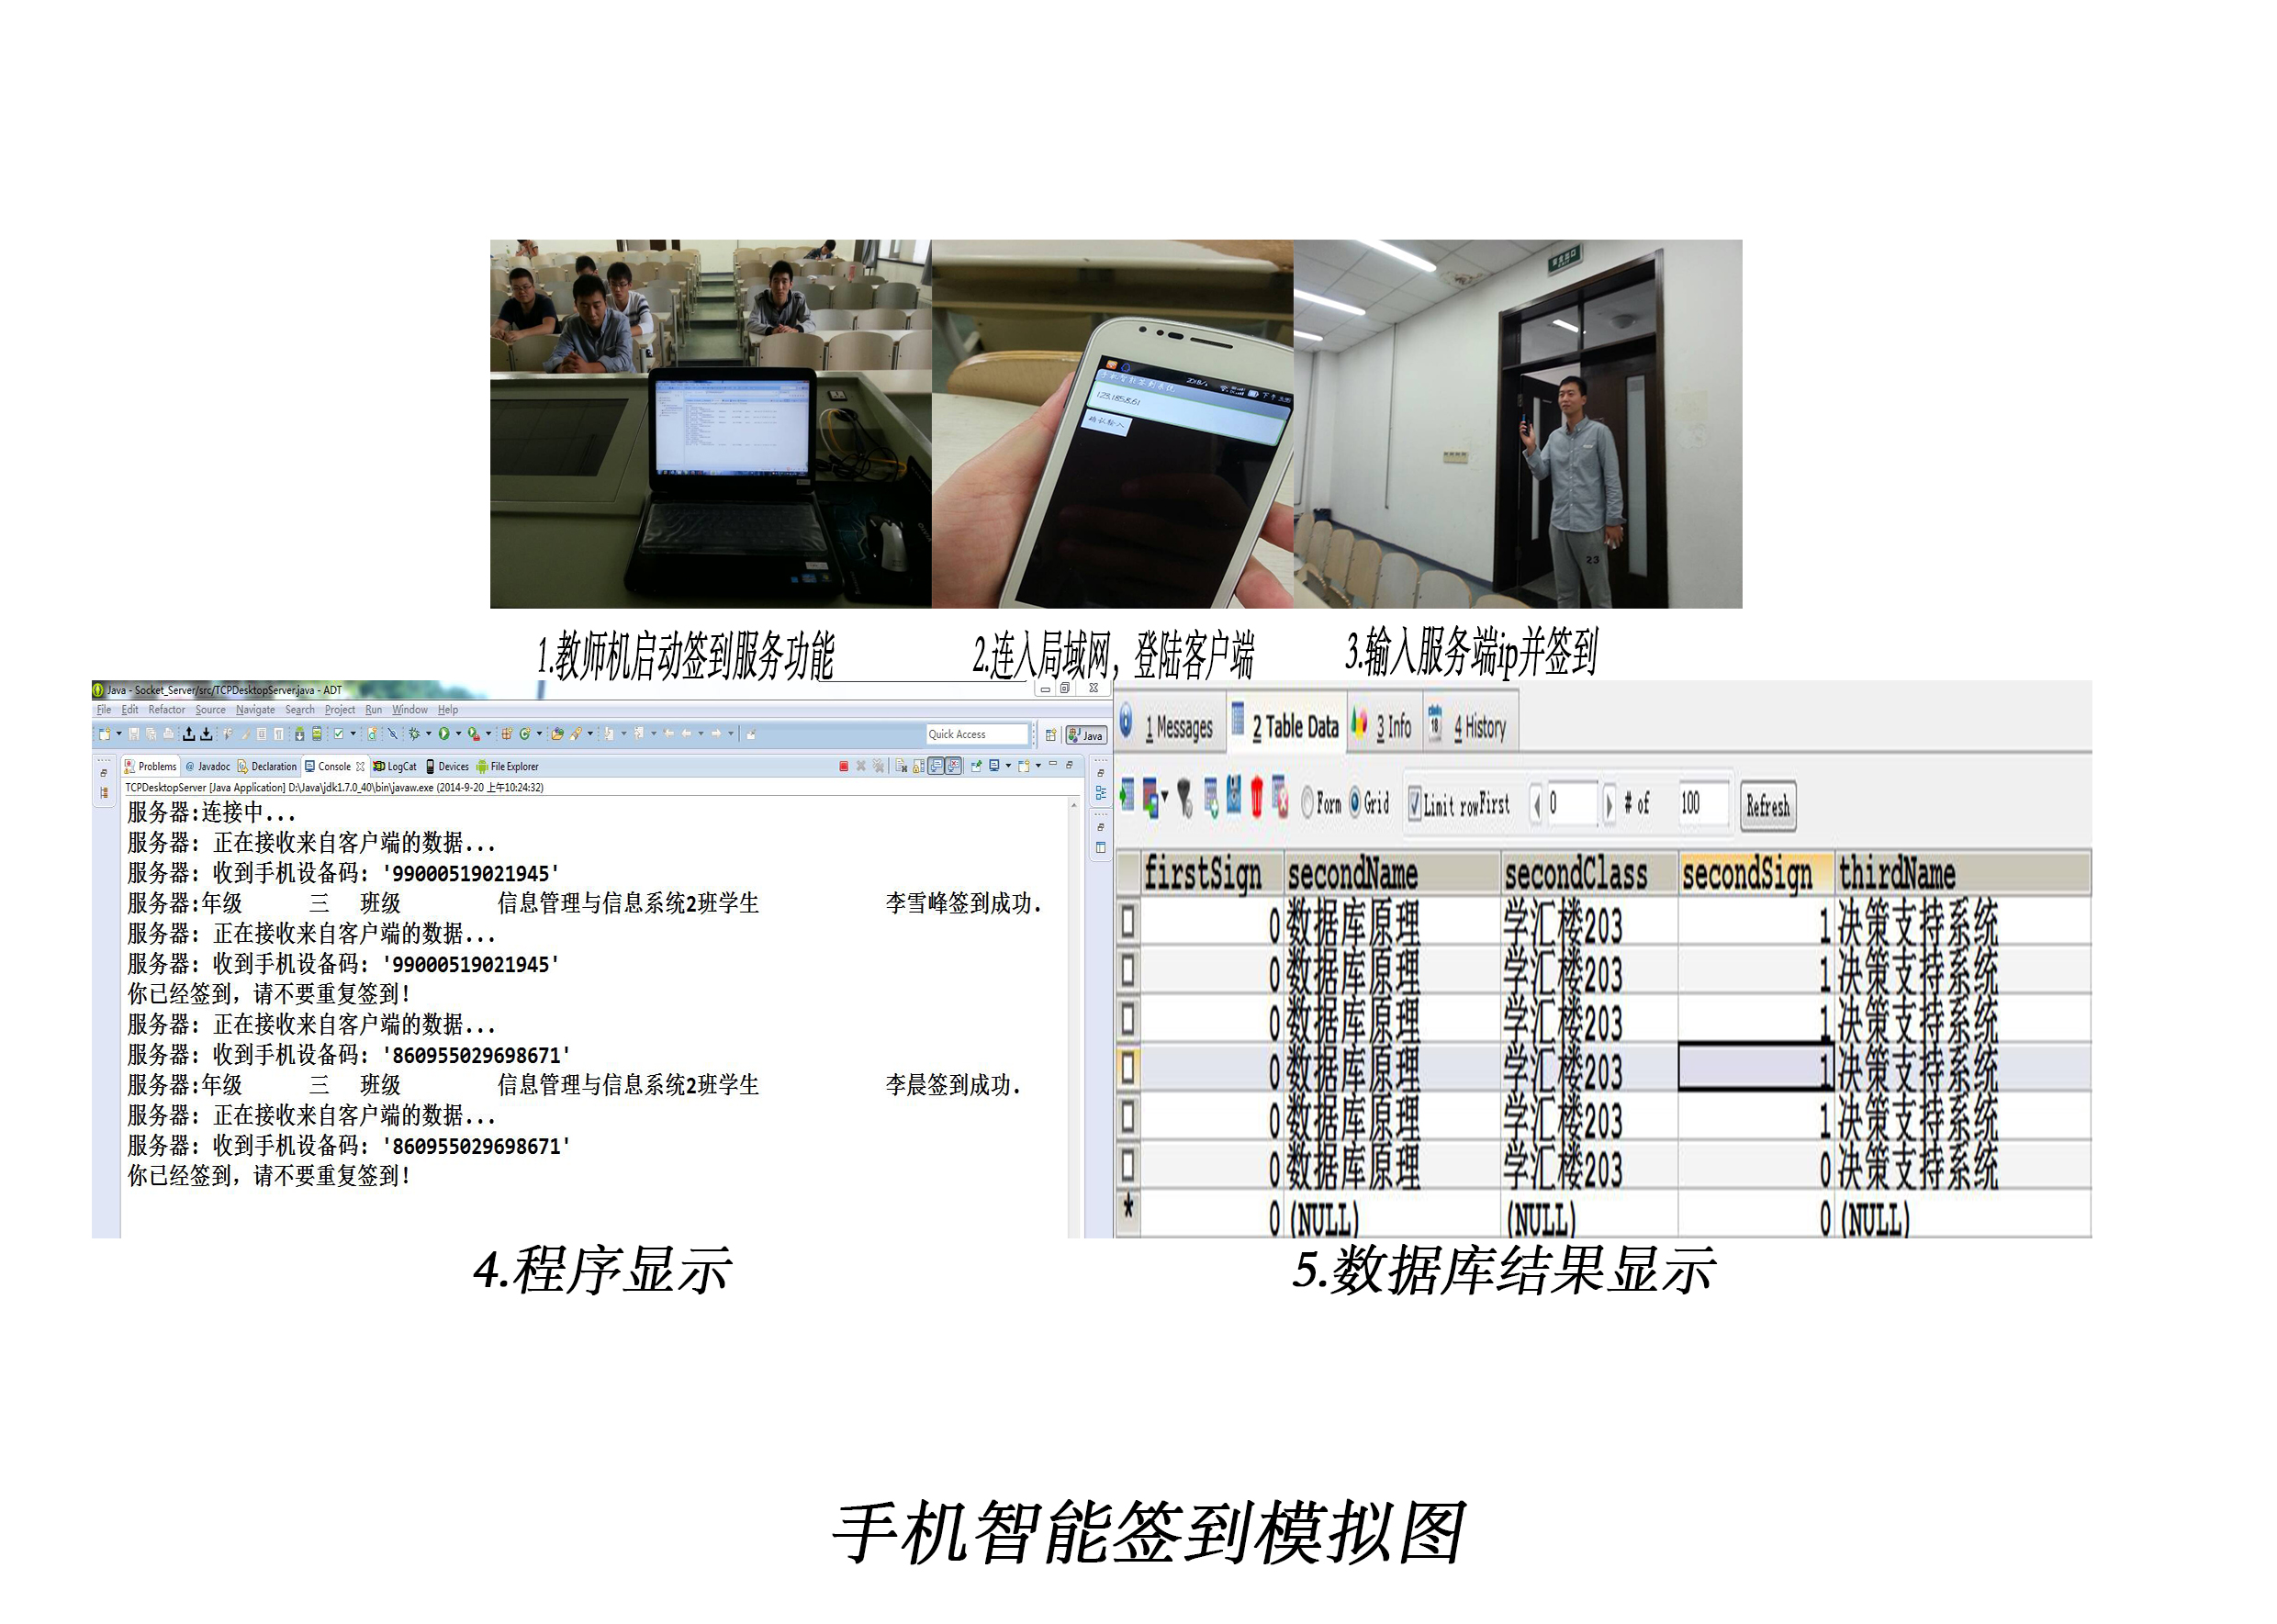 手机智能签到系统
确认输入
23
1.教师机启动签到服务功能
2.连入局域网，登陆客户端
3.输入服务端ip并签到
Java - Socket_Server/src/TCPDesktopServer.java - ADT
File Edit Refactor Source Navigate Search Project Run Window Help
Quick Access
Java
Problems @ Javadoc Declaration Console LogCat Devices File Explorer
TCPDesktopServer [Java Application] D:\Java\jdk1.7.0_40\bin\javaw.exe (2014-9-20 上午10:24:32)
服务器:连接中...
服务器: 正在接收来自客户端的数据...
服务器: 收到手机设备码: '99000519021945'
服务器:年级 三 班级 信息管理与信息系统2班学生 李雪峰签到成功.
服务器: 正在接收来自客户端的数据...
服务器: 收到手机设备码: '99000519021945'
你已经签到, 请不要重复签到!
服务器: 正在接收来自客户端的数据...
服务器: 收到手机设备码: '860955029698671'
服务器:年级 三 班级 信息管理与信息系统2班学生 李晨签到成功.
服务器: 正在接收来自客户端的数据...
服务器: 收到手机设备码: '860955029698671'
你已经签到, 请不要重复签到!
1 Messages 2 Table Data 3 Info 4 History
Form Grid Limit rowFirst 0 # of 100 Refresh
firstSign secondName secondClass secondSign thirdName
0 数据库原理 学汇楼203 1 决策支持系统
0 数据库原理 学汇楼203 1 决策支持系统
0 数据库原理 学汇楼203 1 决策支持系统
0 数据库原理 学汇楼203 1 决策支持系统
0 数据库原理 学汇楼203 1 决策支持系统
0 数据库原理 学汇楼203 0 决策支持系统
* 0 (NULL) (NULL) 0 (NULL)
4.程序显示
5.数据库结果显示
手机智能签到模拟图